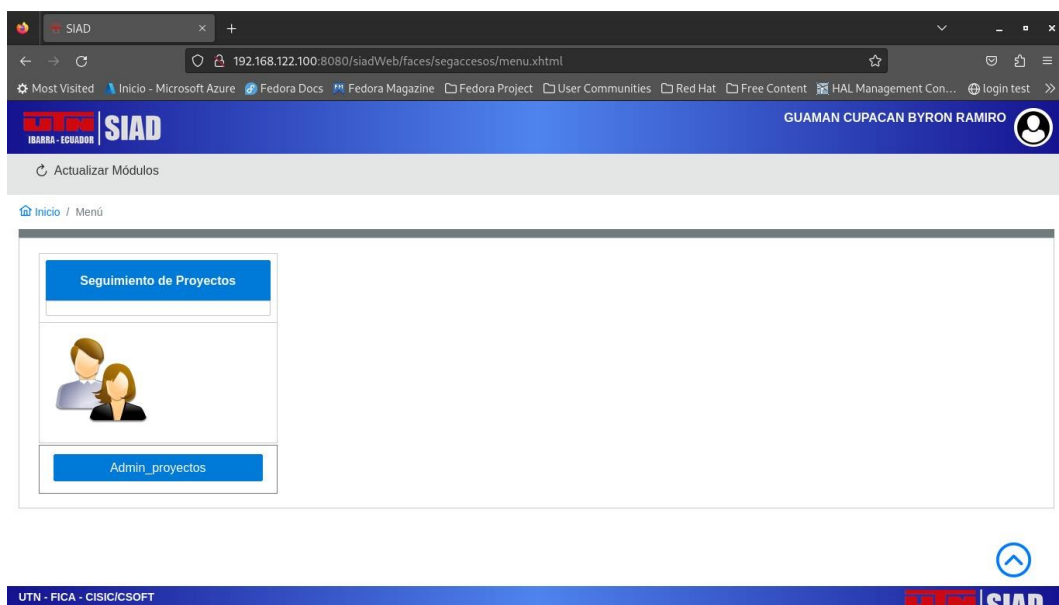 SIAD
192.168.122.100:8080/siadWeb/faces/segaccesos/menu.xhtml
Most Visited Inicio - Microsoft Azure Fedora Docs Fedora Magazine Fedora Project User Communities Red Hat Free Content HAL Management Con... login test
UTN SIAD
IBARRA - ECUADOR
GUAMAN CUPACAN BYRON RAMIRO
Actualizar Módulos
Inicio / Menú
Seguimiento de Proyectos
Admin_proyectos
UTN - FICA - CISIC/CSOFT
UTN SIAD